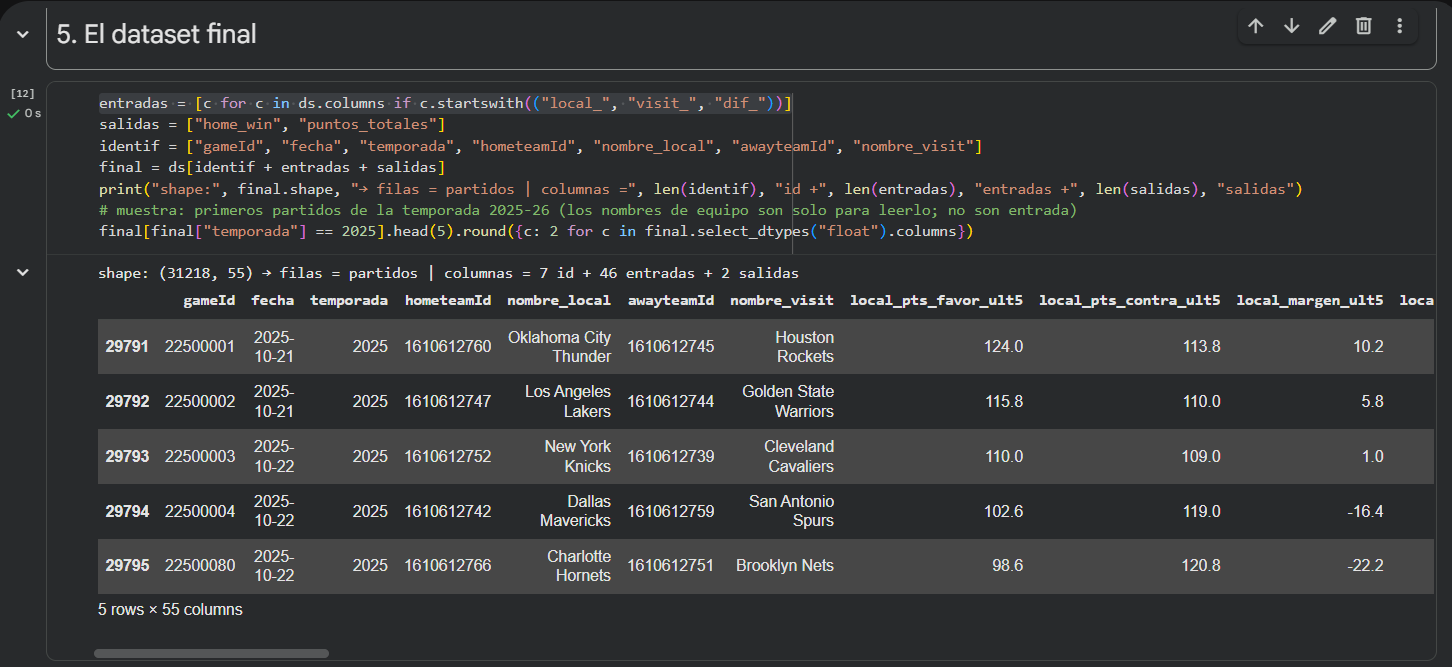 5. El dataset final
[12]
0 s
entradas = [c for c in ds.columns if c.startswith(("local_", "visit_", "dif_"))]
salidas = ["home_win", "puntos_totales"]
identif = ["gameId", "fecha", "temporada", "hometeamId", "nombre_local", "awayteamId", "nombre_visit"]
final = ds[identif + entradas + salidas]
print("shape:", final.shape, "→ filas = partidos | columnas =", len(identif), "id +", len(entradas), "entradas +", len(salidas), "salidas")
# muestra: primeros partidos de la temporada 2025-26 (los nombres de equipo son solo para leerlo; no son entrada)
final[final["temporada"] == 2025].head(5).round({c: 2 for c in final.select_dtypes("float").columns})
shape: (31218, 55) → filas = partidos | columnas = 7 id + 46 entradas + 2 salidas
gameId fecha temporada hometeamId nombre_local awayteamId nombre_visit local_pts_favor_ult5 local_pts_contra_ult5 local_margen_ult5 loca
29791 22500001 2025-10-21 2025 1610612760 Oklahoma City Thunder 1610612745 Houston Rockets 124.0 113.8 10.2
29792 22500002 2025-10-21 2025 1610612747 Los Angeles Lakers 1610612744 Golden State Warriors 115.8 110.0 5.8
29793 22500003 2025-10-22 2025 1610612752 New York Knicks 1610612739 Cleveland Cavaliers 110.0 109.0 1.0
29794 22500004 2025-10-22 2025 1610612742 Dallas Mavericks 1610612759 San Antonio Spurs 102.6 119.0 -16.4
29795 22500080 2025-10-22 2025 1610612766 Charlotte Hornets 1610612751 Brooklyn Nets 98.6 120.8 -22.2
5 rows × 55 columns